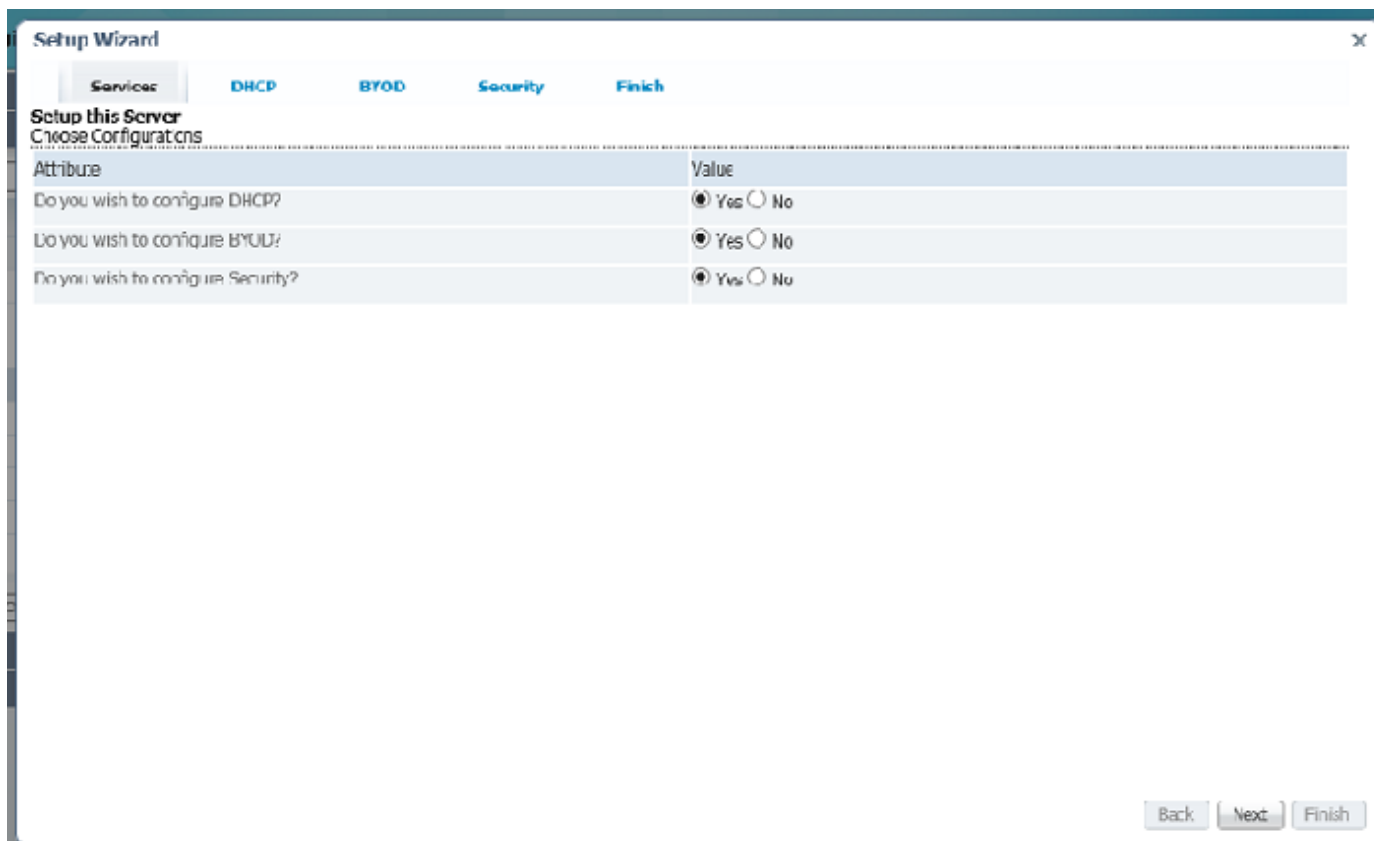 Setup Wizard
Services DHCP BYOD Security Finish
Setup this Server
Choose Configurations
Attribute Value
Do you wish to configure DHCP? Yes No
Do you wish to configure BYOD? Yes No
Do you wish to configure Security? Yes No
Back Next Finish